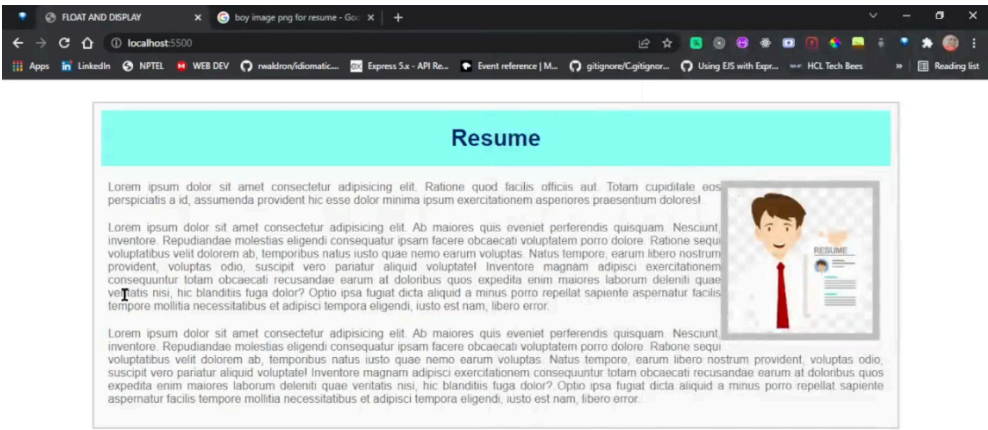 FLOAT AND DISPLAY
boy image png for resume - Goo
localhost:5500
Apps LinkedIn NPTEL WEB DEV rwaldron/idiomatic... Express 5.x - API Re... Event reference | M... gitignore/C.gitignor... Using EJS with Expr... HCL Tech Bees » Reading list
Resume
Lorem ipsum dolor sit amet consectetur adipisicing elit. Ratione quod facilis officiis aut. Totam cupiditate eos
perspiciatis a id, assumenda provident hic esse dolor minima ipsum exercitationem asperiores praesentium dolores!
Lorem ipsum dolor sit amet consectetur adipisicing elit. Ab maiores quis eveniet perferendis quisquam. Nesciunt,
inventore. Repudiandae molestias eligendi consequatur ipsam facere obcaecati voluptatem porro dolore. Ratione sequi
voluptatibus velit dolorem ab, temporibus natus iusto quae nemo earum voluptas. Natus tempore, earum libero nostrum
provident, voluptas odio, suscipit vero pariatur aliquid voluptate! Inventore magnam adipisci exercitationem
consequuntur totam obcaecati recusandae earum at doloribus quos expedita enim maiores laborum deleniti quae
veritatis nisi, hic blanditiis fuga dolor? Optio ipsa fugiat dicta aliquid a minus porro repellat sapiente aspernatur facilis
tempore mollitia necessitatibus et adipisci tempora eligendi, iusto est nam, libero error.
RESUME
Lorem ipsum dolor sit amet consectetur adipisicing elit. Ab maiores quis eveniet perferendis quisquam. Nesciunt,
inventore. Repudiandae molestias eligendi consequatur ipsam facere obcaecati voluptatem porro dolore. Ratione sequi
voluptatibus velit dolorem ab, temporibus natus iusto quae nemo earum voluptas. Natus tempore, earum libero nostrum provident, voluptas odio,
suscipit vero pariatur aliquid voluptate! Inventore magnam adipisci exercitationem consequuntur totam obcaecati recusandae earum at doloribus quos
expedita enim maiores laborum deleniti quae veritatis nisi, hic blanditiis fuga dolor? Optio ipsa fugiat dicta aliquid a minus porro repellat sapiente
aspernatur facilis tempore mollitia necessitatibus et adipisci tempora eligendi, iusto est nam, libero error.